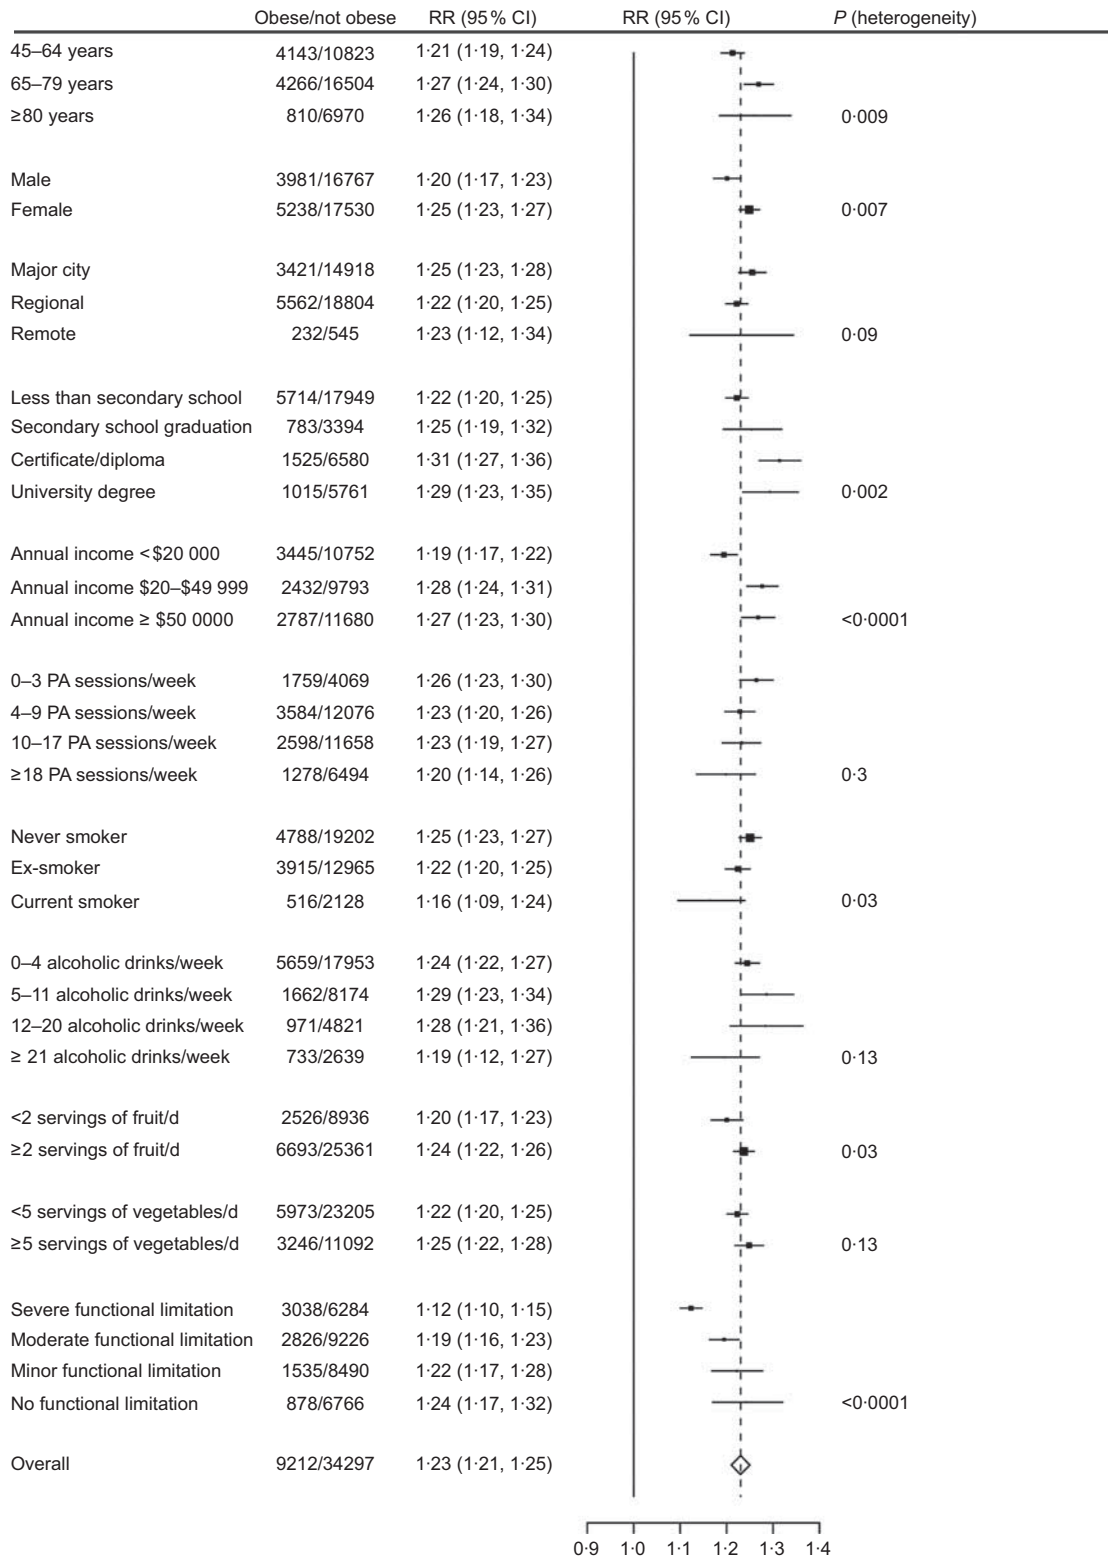 Obese/not obese RR (95 % CI) RR (95 % CI) P (heterogeneity)
45–64 years 4143/10823 1·21 (1·19, 1·24)
65–79 years 4266/16504 1·27 (1·24, 1·30)
≥80 years 810/6970 1·26 (1·18, 1·34) 0·009
Male 3981/16767 1·20 (1·17, 1·23)
Female 5238/17530 1·25 (1·23, 1·27) 0·007
Major city 3421/14918 1·25 (1·23, 1·28)
Regional 5562/18804 1·22 (1·20, 1·25)
Remote 232/545 1·23 (1·12, 1·34) 0·09
Less than secondary school 5714/17949 1·22 (1·20, 1·25)
Secondary school graduation 783/3394 1·25 (1·19, 1·32)
Certificate/diploma 1525/6580 1·31 (1·27, 1·36)
University degree 1015/5761 1·29 (1·23, 1·35) 0·002
Annual income <$20 000 3445/10752 1·19 (1·17, 1·22)
Annual income $20–$49 999 2432/9793 1·28 (1·24, 1·31)
Annual income ≥ $50 0000 2787/11680 1·27 (1·23, 1·30) <0·0001
0–3 PA sessions/week 1759/4069 1·26 (1·23, 1·30)
4–9 PA sessions/week 3584/12076 1·23 (1·20, 1·26)
10–17 PA sessions/week 2598/11658 1·23 (1·19, 1·27)
≥18 PA sessions/week 1278/6494 1·20 (1·14, 1·26) 0·3
Never smoker 4788/19202 1·25 (1·23, 1·27)
Ex-smoker 3915/12965 1·22 (1·20, 1·25)
Current smoker 516/2128 1·16 (1·09, 1·24) 0·03
0–4 alcoholic drinks/week 5659/17953 1·24 (1·22, 1·27)
5–11 alcoholic drinks/week 1662/8174 1·29 (1·23, 1·34)
12–20 alcoholic drinks/week 971/4821 1·28 (1·21, 1·36)
≥ 21 alcoholic drinks/week 733/2639 1·19 (1·12, 1·27) 0·13
<2 servings of fruit/d 2526/8936 1·20 (1·17, 1·23)
≥2 servings of fruit/d 6693/25361 1·24 (1·22, 1·26) 0·03
<5 servings of vegetables/d 5973/23205 1·22 (1·20, 1·25)
≥5 servings of vegetables/d 3246/11092 1·25 (1·22, 1·28) 0·13
Severe functional limitation 3038/6284 1·12 (1·10, 1·15)
Moderate functional limitation 2826/9226 1·19 (1·16, 1·23)
Minor functional limitation 1535/8490 1·22 (1·17, 1·28)
No functional limitation 878/6766 1·24 (1·17, 1·32) <0·0001
Overall 9212/34297 1·23 (1·21, 1·25)
0·9 1·0 1·1 1·2 1·3 1·4